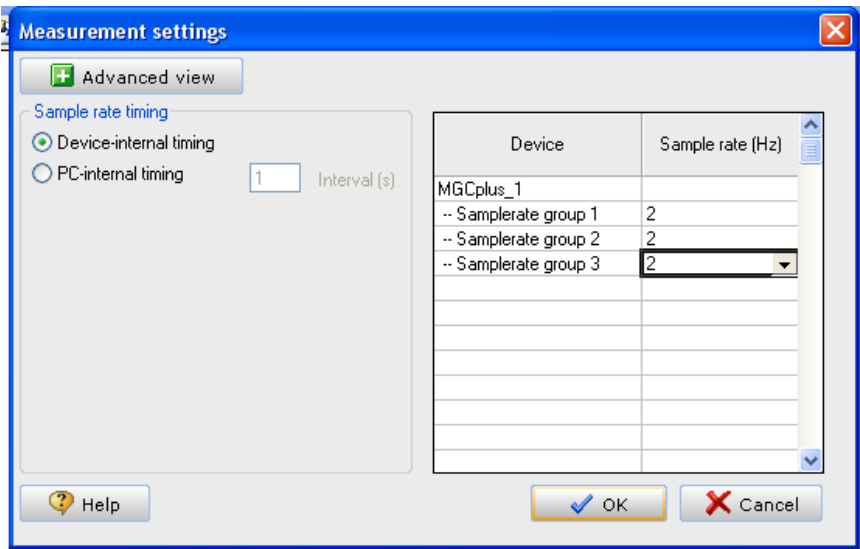 Measurement settings
Advanced view
Sample rate timing
Device-internal timing
PC-internal timing
1
Interval (s)
Device Sample rate (Hz)
MGCplus_1
-- Samplerate group 1 2
-- Samplerate group 2 2
-- Samplerate group 3 2
Help
OK
Cancel